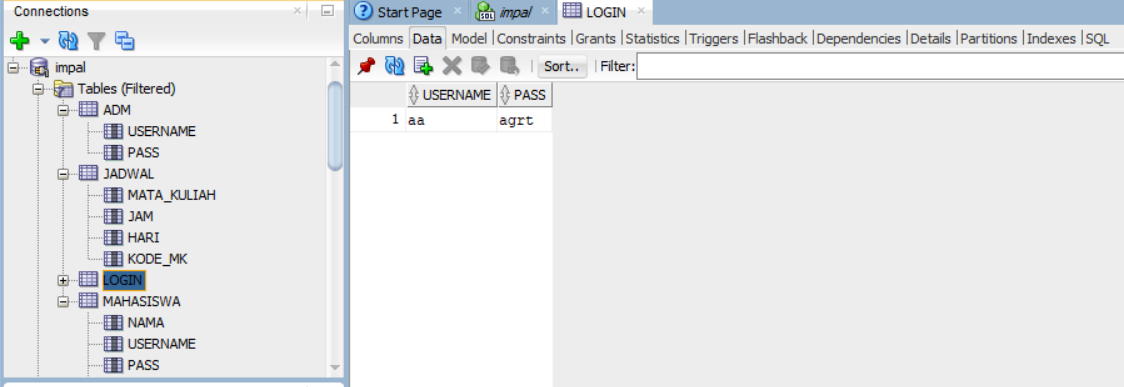 Connections
impal
Tables (Filtered)
ADM
USERNAME
PASS
JADWAL
MATA_KULIAH
JAM
HARI
KODE_MK
LOGIN
MAHASISWA
NAMA
USERNAME
PASS
Start Page impal LOGIN
Columns Data Model |Constraints |Grants |Statistics |Triggers |Flashback |Dependencies |Details |Partitions |Indexes |SQL
Sort.. Filter:
USERNAME PASS
1 aa agrt